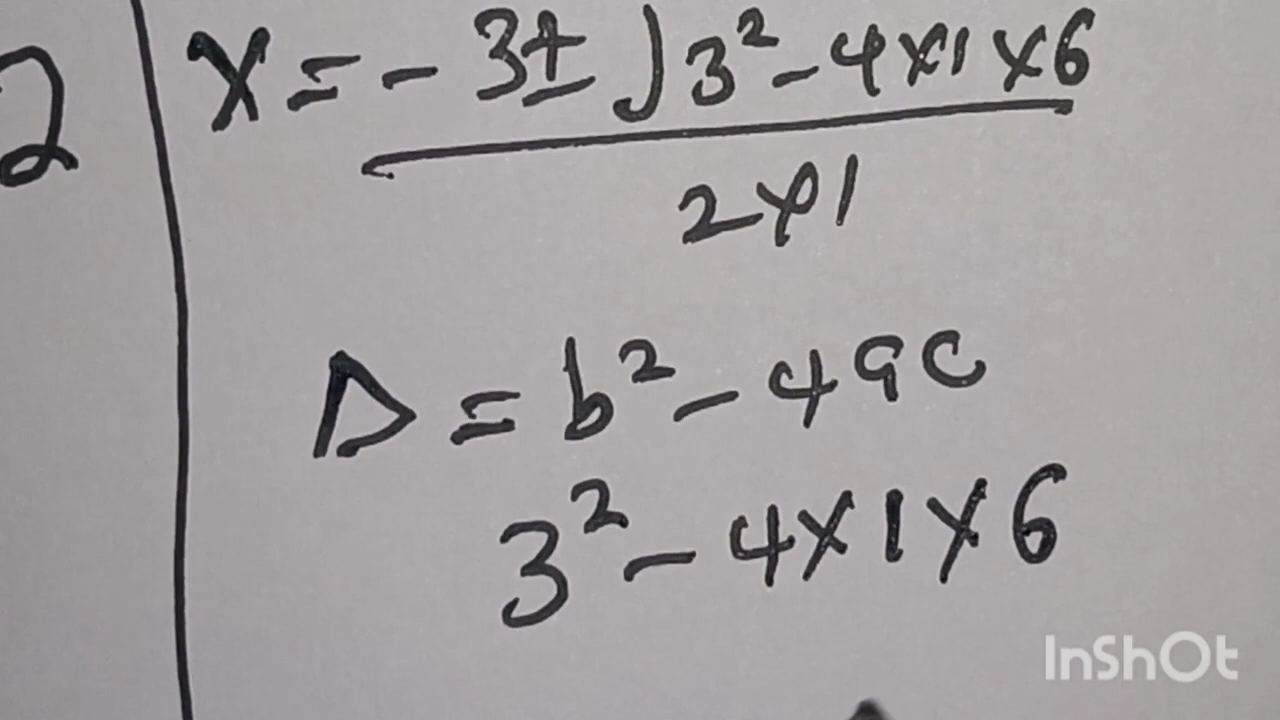 2
X = - 3 ± √3² - 4×1×6
2×1
D = b² - 4ac
3² - 4×1×6
InShOt